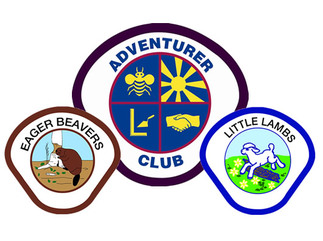 ADVENTURER
CLUB
EAGER BEAVERS
LITTLE LAMBS